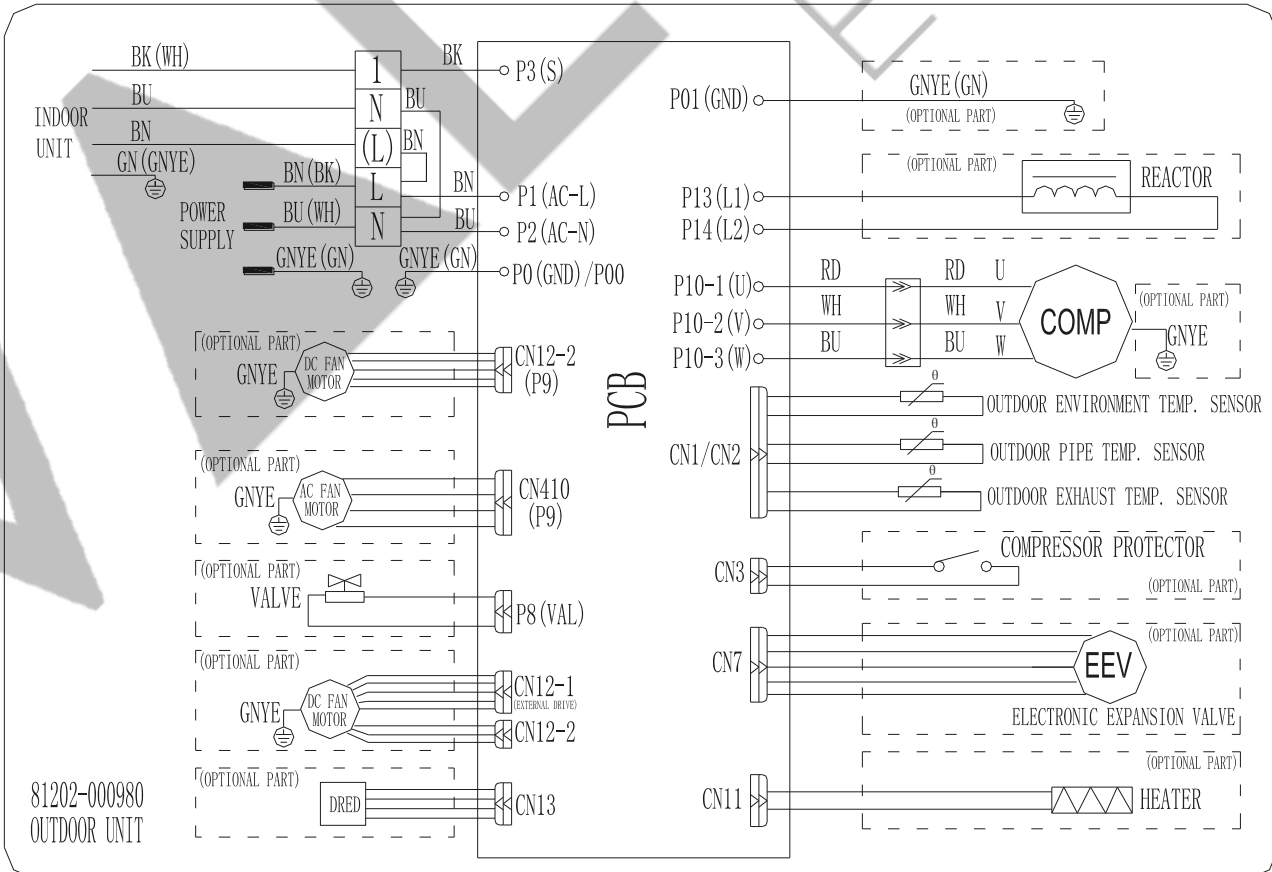 BK(WH)
BU
INDOOR
UNIT
BN
GN(GNYE)
BN(BK)
POWER
SUPPLY
BU(WH)
GNYE(GN)
1
N
(L)
L
N
BK
BU
BN
BN
BU
GNYE(GN)
P3(S)
P1(AC-L)
P2(AC-N)
P0(GND)/P00
(OPTIONAL PART)
GNYE
DC FAN
MOTOR
CN12-2
(P9)
(OPTIONAL PART)
GNYE
AC FAN
MOTOR
CN410
(P9)
(OPTIONAL PART)
VALVE
P8(VAL)
(OPTIONAL PART)
GNYE
DC FAN
MOTOR
CN12-1
(EXTERNAL DRIVE)
CN12-2
(OPTIONAL PART)
DRED
CN13
81202-000980
OUTDOOR UNIT
PCB
P01(GND)
GNYE(GN)
(OPTIONAL PART)
(OPTIONAL PART)
REACTOR
P13(L1)
P14(L2)
P10-1(U)
RD
RD
U
P10-2(V)
WH
WH
V
P10-3(W)
BU
BU
W
COMP
(OPTIONAL PART)
GNYE
CN1/CN2
θ
OUTDOOR ENVIRONMENT TEMP. SENSOR
θ
OUTDOOR PIPE TEMP. SENSOR
θ
OUTDOOR EXHAUST TEMP. SENSOR
CN3
COMPRESSOR PROTECTOR
(OPTIONAL PART)
CN7
(OPTIONAL PART)
EEV
ELECTRONIC EXPANSION VALVE
(OPTIONAL PART)
CN11
HEATER